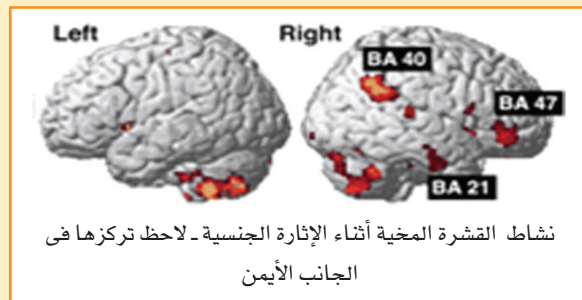 Left
Right
BA 40
BA 47
BA 21
نشاط القشرة المخية أثناء الإثارة الجنسية ـ لاحظ تركزها فى
الجانب الأيمن